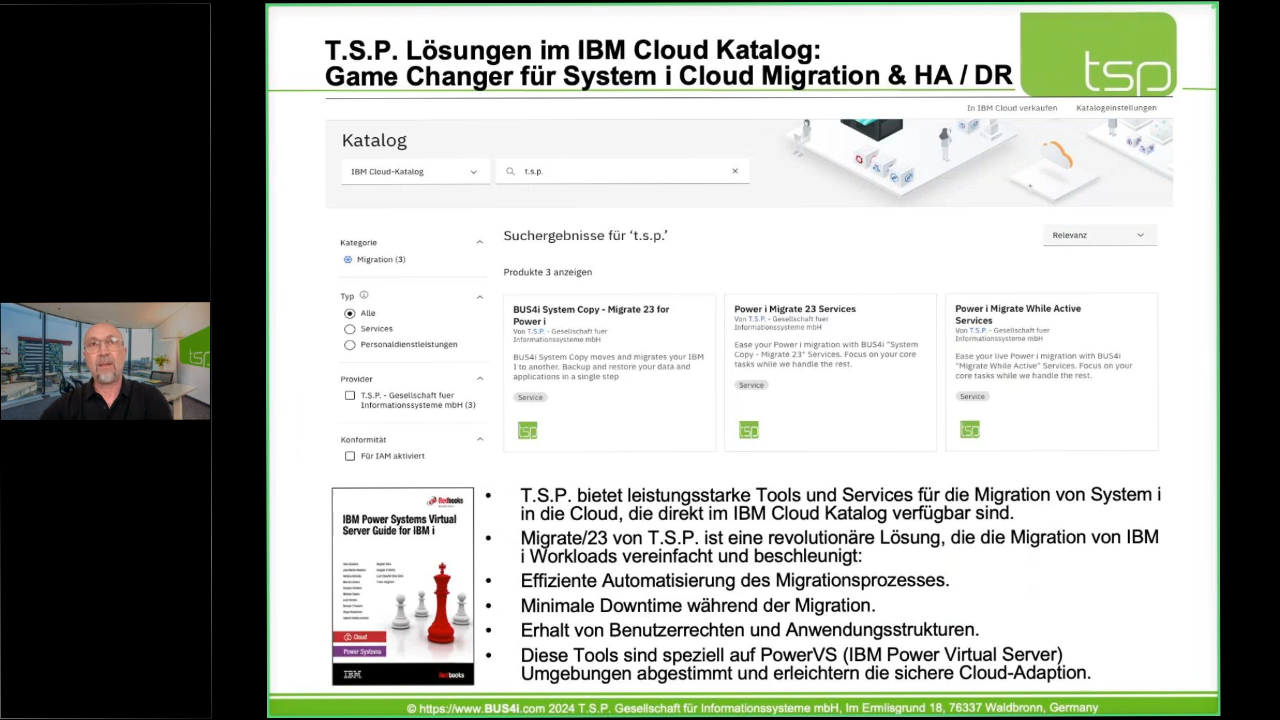 T.S.P. Lösungen im IBM Cloud Katalog:
Game Changer für System i Cloud Migration & HA / DR
tsp
In IBM Cloud verkaufen
Katalogeinstellungen
Katalog
IBM Cloud-Katalog
t.s.p.
Kategorie
Migration (3)
Typ
Alle
Services
Personaldienstleistungen
Provider
T.S.P. - Gesellschaft fuer
Informationssysteme mbH (3)
Konformität
Für IAM aktiviert
Suchergebnisse für ‘t.s.p.’
Relevanz
Produkte 3 anzeigen
BUS4i System Copy - Migrate 23 for
Power i
Von T.S.P. - Gesellschaft fuer
Informationssysteme mbH
BUS4i System Copy moves and migrates your IBM
I to another. Backup and restore your data and
applications in a single step
Service
tsp
Power i Migrate 23 Services
Von T.S.P. - Gesellschaft fuer
Informationssysteme mbH
Ease your Power i migration with BUS4i "System
Copy - Migrate 23" Services. Focus on your core
tasks while we handle the rest.
Service
tsp
Power i Migrate While Active
Services
Von T.S.P. - Gesellschaft fuer
Informationssysteme mbH
Ease your live Power i migration with BUS4i
"Migrate While Active" Services. Focus on your
core tasks while we handle the rest.
Service
tsp
tsp
Redbooks
IBM Power Systems Virtual
Server Guide for IBM i
Cloud
Power Systems
IBM
Redbooks
• T.S.P. bietet leistungsstarke Tools und Services für die Migration von System i
in die Cloud, die direkt im IBM Cloud Katalog verfügbar sind.
• Migrate/23 von T.S.P. ist eine revolutionäre Lösung, die die Migration von IBM
i Workloads vereinfacht und beschleunigt:
• Effiziente Automatisierung des Migrationsprozesses.
• Minimale Downtime während der Migration.
• Erhalt von Benutzerrechten und Anwendungsstrukturen.
• Diese Tools sind speziell auf PowerVS (IBM Power Virtual Server)
Umgebungen abgestimmt und erleichtern die sichere Cloud-Adaption.
© https://www.BUS4i.com 2024 T.S.P. Gesellschaft für Informationssysteme mbH, Im Ermlisgrund 18, 76337 Waldbronn, Germany